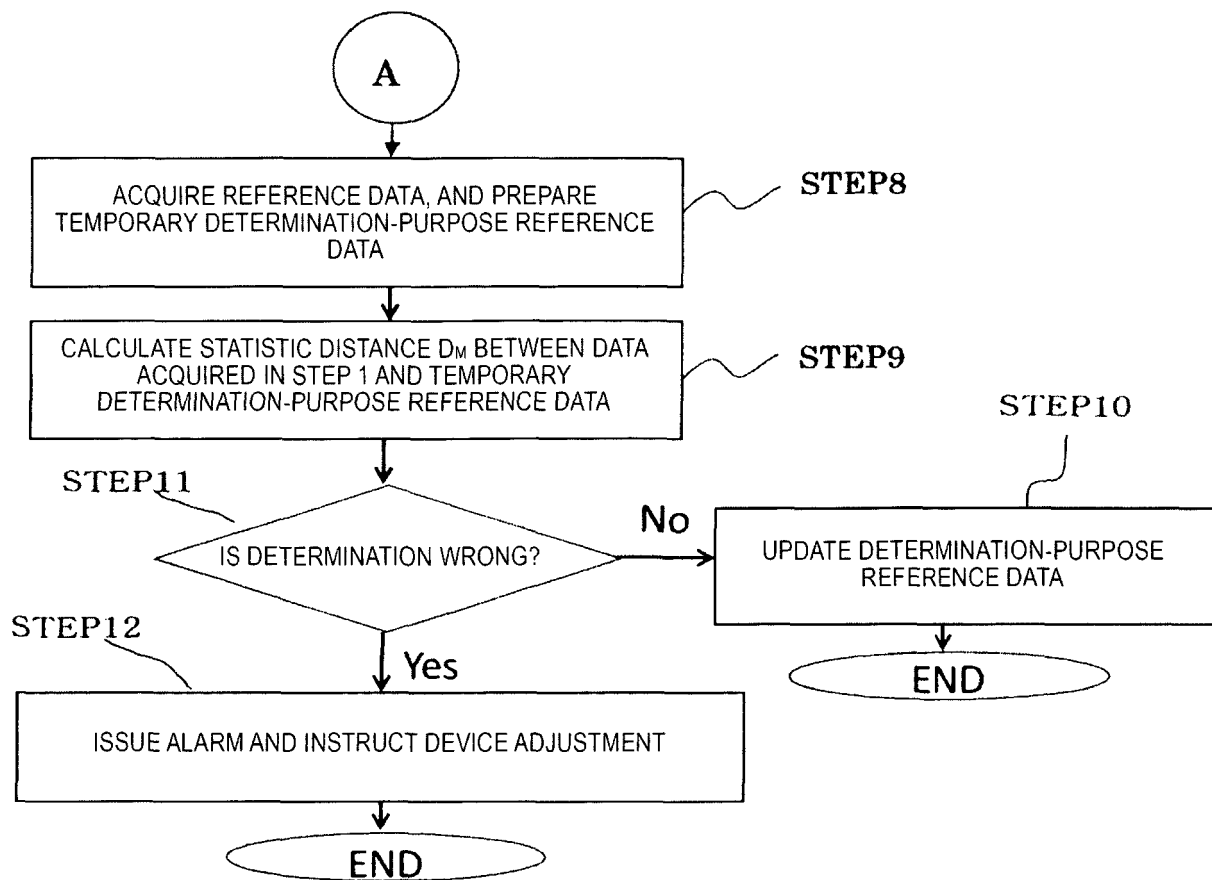 A
ACQUIRE REFERENCE DATA, AND PREPARE
TEMPORARY DETERMINATION-PURPOSE REFERENCE
DATA
STEP8
CALCULATE STATISTIC DISTANCE DM BETWEEN DATA
ACQUIRED IN STEP 1 AND TEMPORARY
DETERMINATION-PURPOSE REFERENCE DATA
STEP9
STEP10
STEP11
IS DETERMINATION WRONG?
No
UPDATE DETERMINATION-PURPOSE
REFERENCE DATA
END
STEP12
Yes
ISSUE ALARM AND INSTRUCT DEVICE ADJUSTMENT
END